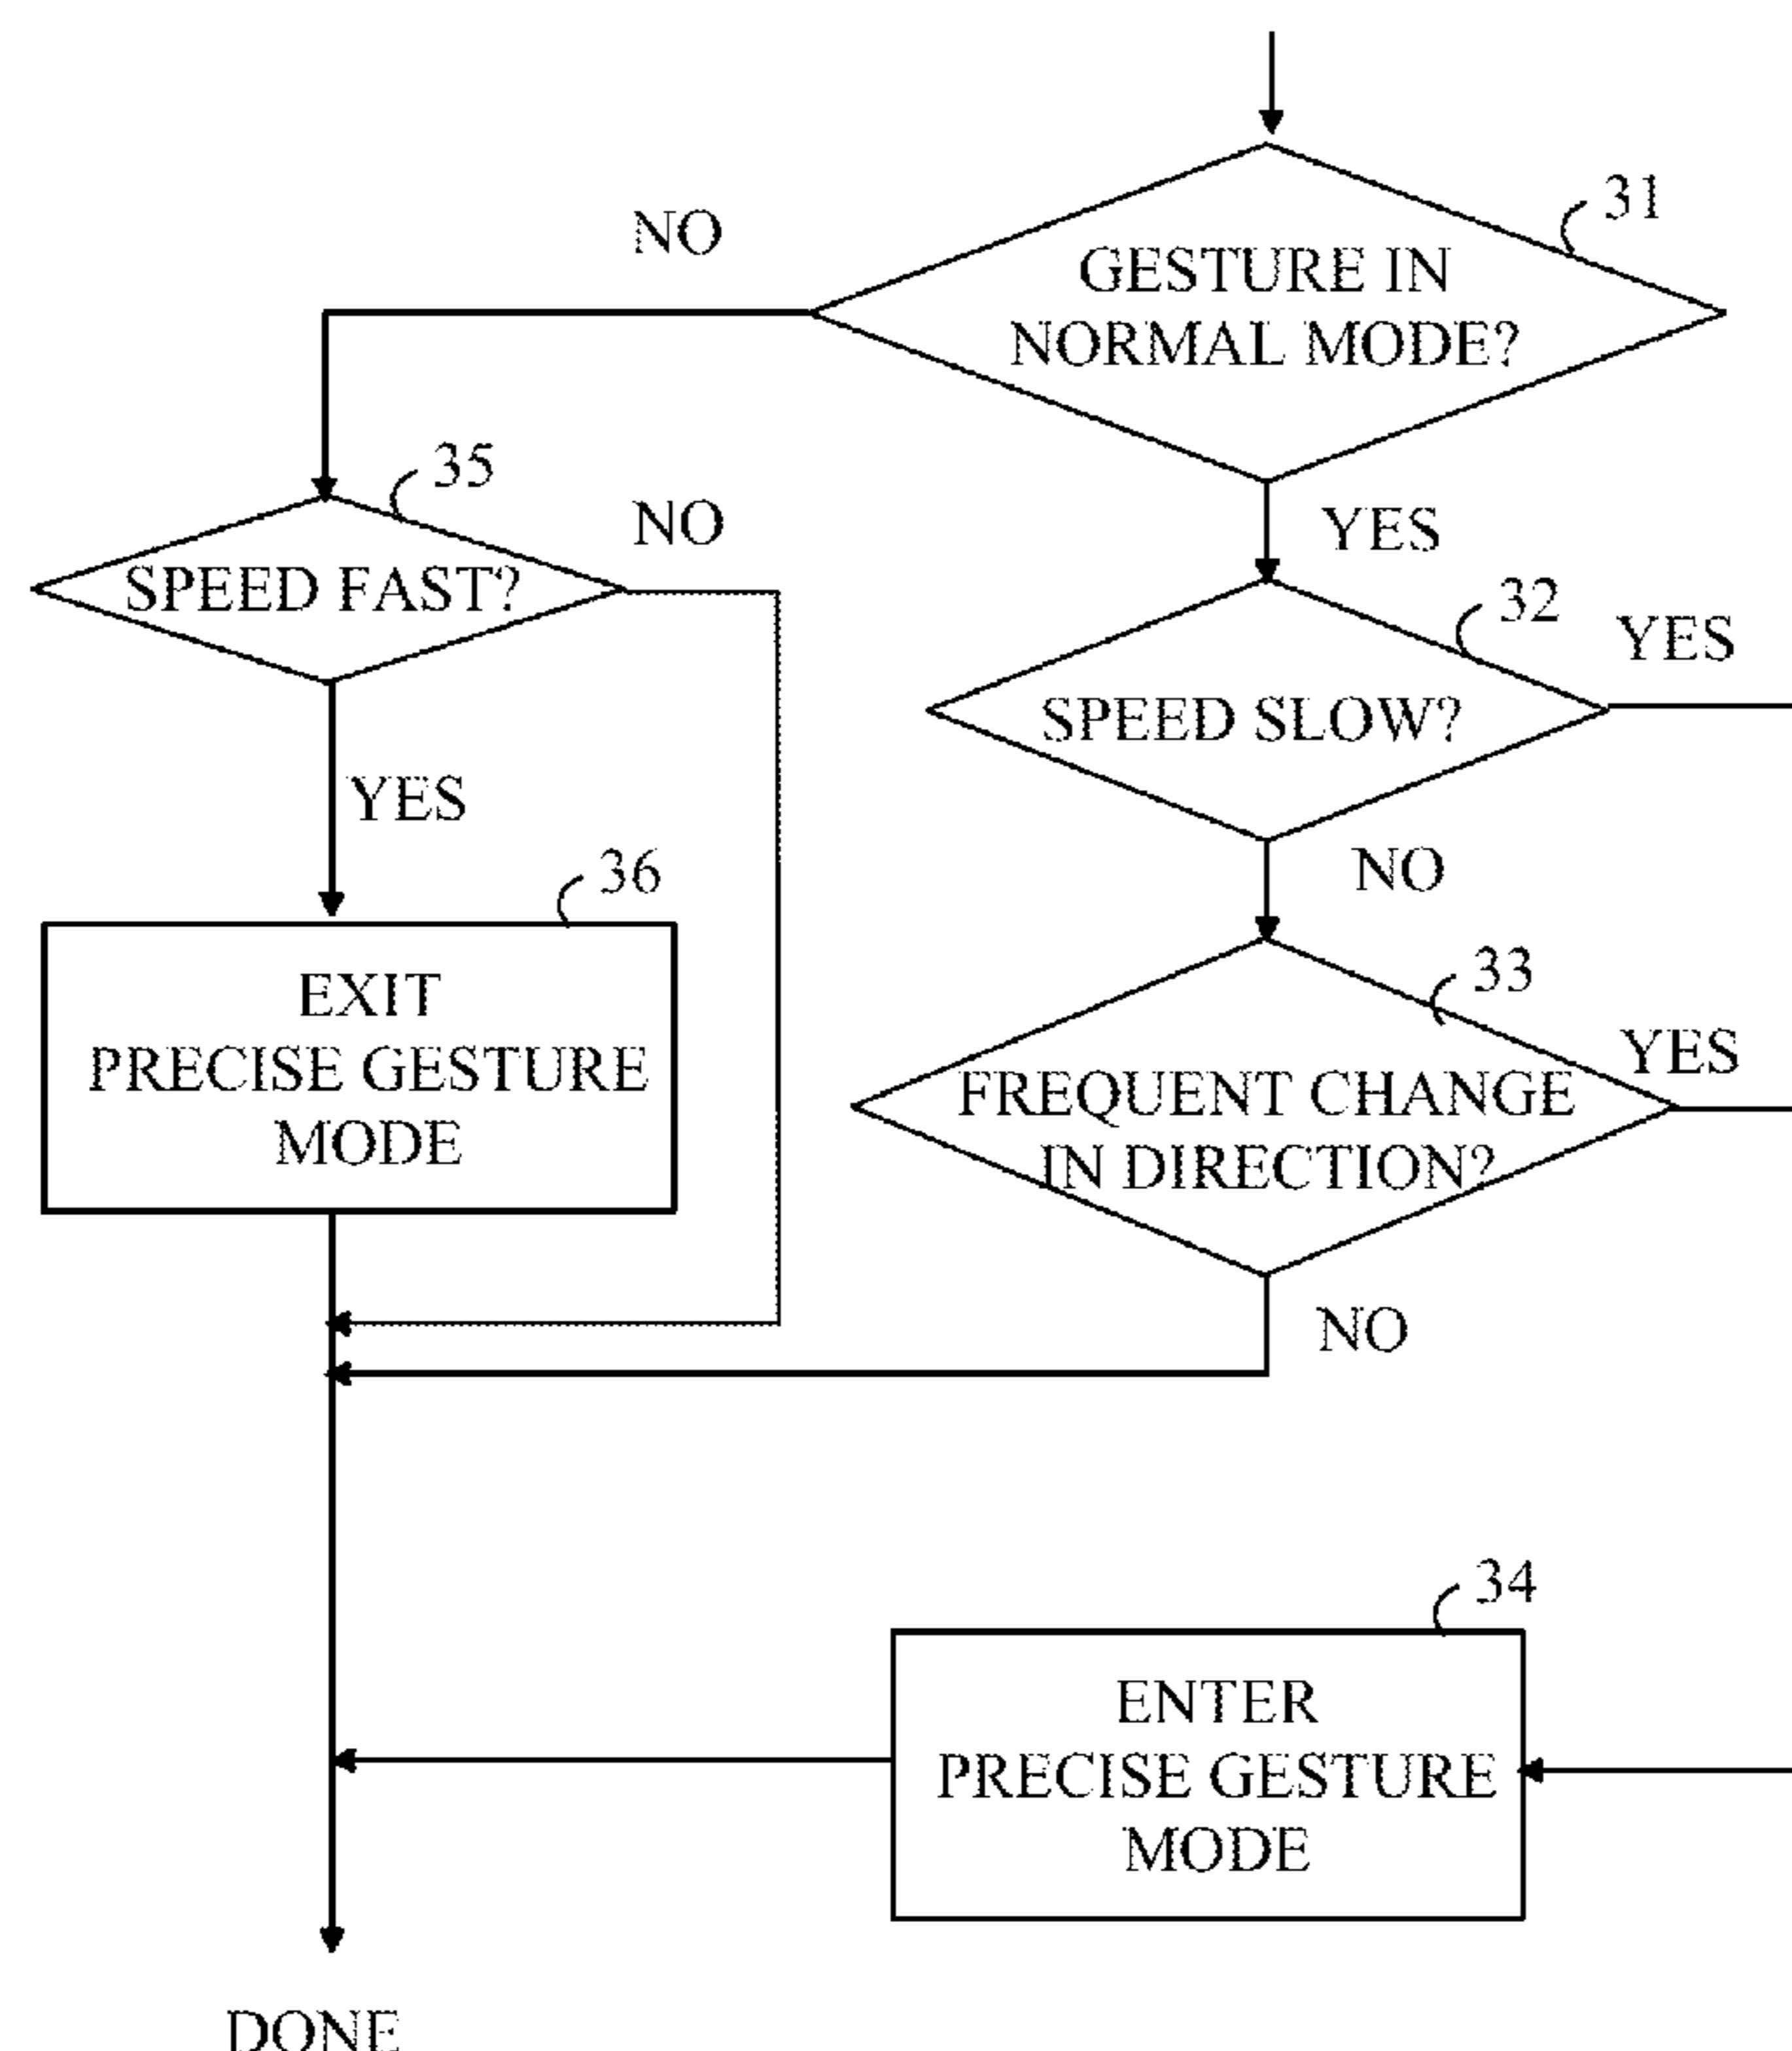 31
NO
GESTURE IN
NORMAL MODE?
35
NO
YES
SPEED FAST?
32
YES
SPEED SLOW?
YES
NO
36
33
EXIT
PRECISE GESTURE
MODE
YES
FREQUENT CHANGE
IN DIRECTION?
NO
34
ENTER
PRECISE GESTURE
MODE
DONE